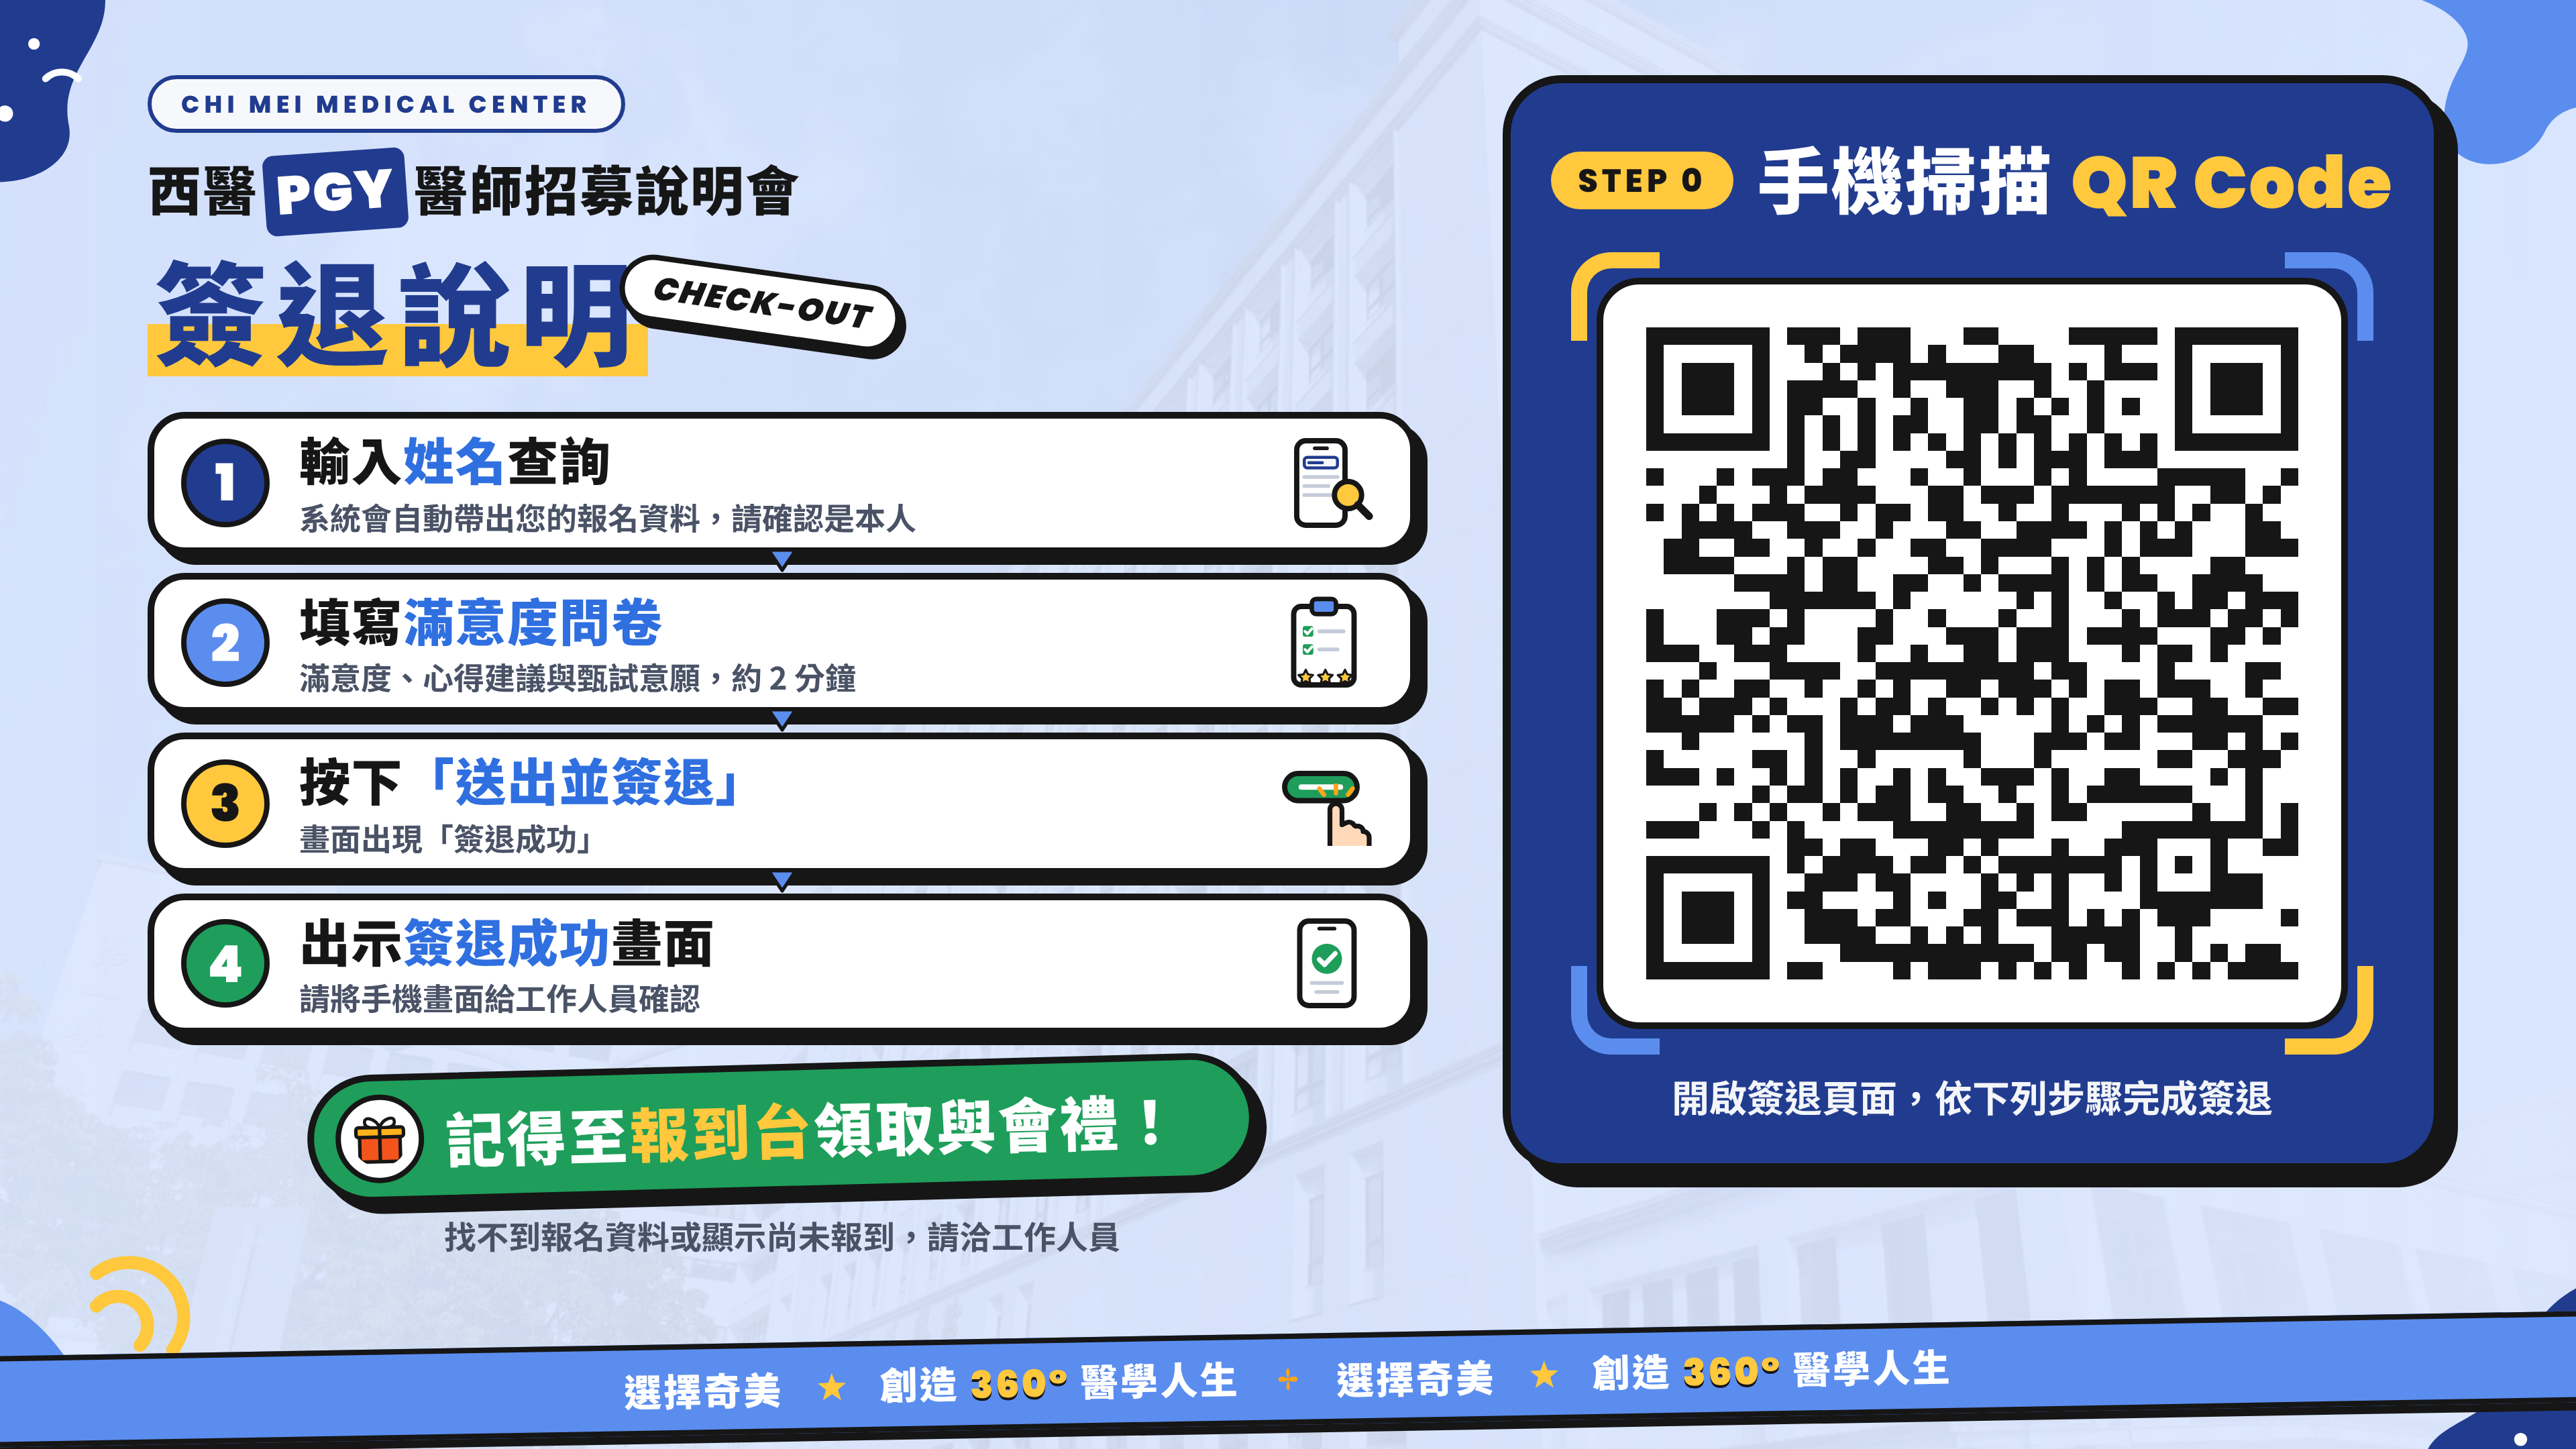 CHI MEI MEDICAL CENTER
西醫 PGY 醫師招募說明會
簽退說明
CHECK-OUT
1
輸入姓名查詢
系統會自動帶出您的報名資料，請確認是本人
2
填寫滿意度問卷
滿意度、心得建議與甄試意願，約 2 分鐘
3
按下「送出並簽退」
畫面出現「簽退成功」
4
出示簽退成功畫面
請將手機畫面給工作人員確認
記得至報到台領取與會禮！
找不到報名資料或顯示尚未報到，請洽工作人員
STEP 0 手機掃描 QR Code
開啟簽退頁面，依下列步驟完成簽退
選擇奇美 ★ 創造 360° 醫學人生 選擇奇美 ★ 創造 360° 醫學人生